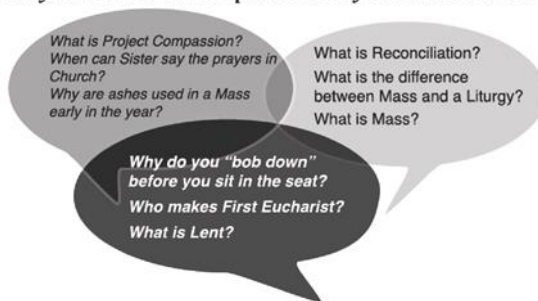 What is Project Compassion?
When can Sister say the prayers in
Church?
Why are ashes used in a Mass
early in the year?
What is Reconciliation?
What is the difference
between Mass and a Liturgy?
What is Mass?
Why do you “bob down”
before you sit in the seat?
Who makes First Eucharist?
What is Lent?